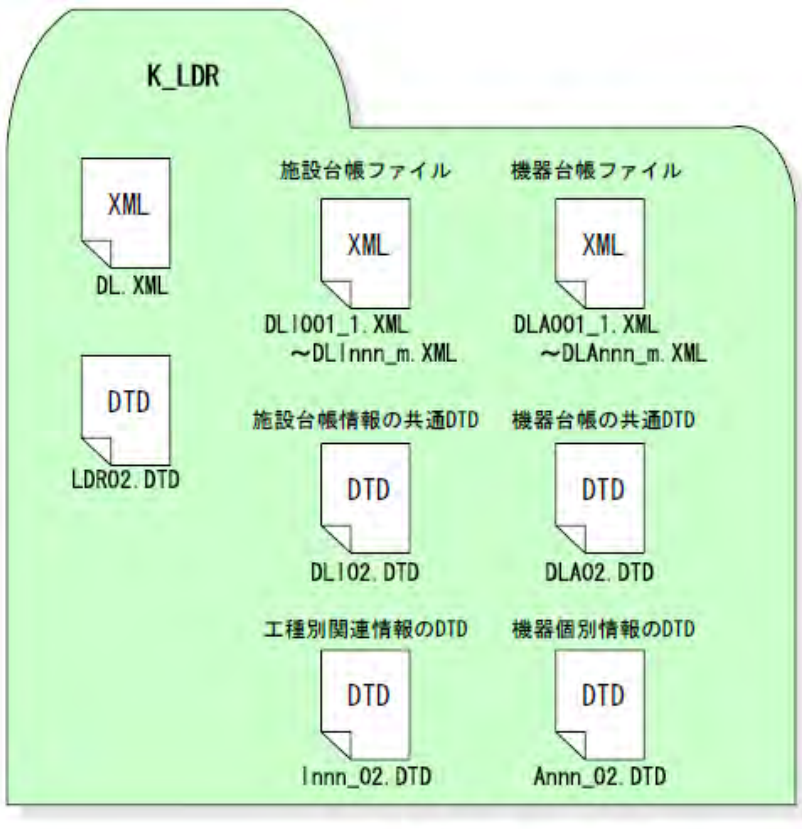 K_LDR
XML
DL.XML
DTD
LDR02.DTD
施設台帳ファイル
XML
DLI001_1.XML
～DLInnn_m.XML
機器台帳ファイル
XML
DLA001_1.XML
～DLAnnn_m.XML
施設台帳情報の共通DTD
DTD
DLI02.DTD
機器台帳の共通DTD
DTD
DLA02.DTD
工種別関連情報のDTD
DTD
Innn_02.DTD
機器個別情報のDTD
DTD
Annn_02.DTD